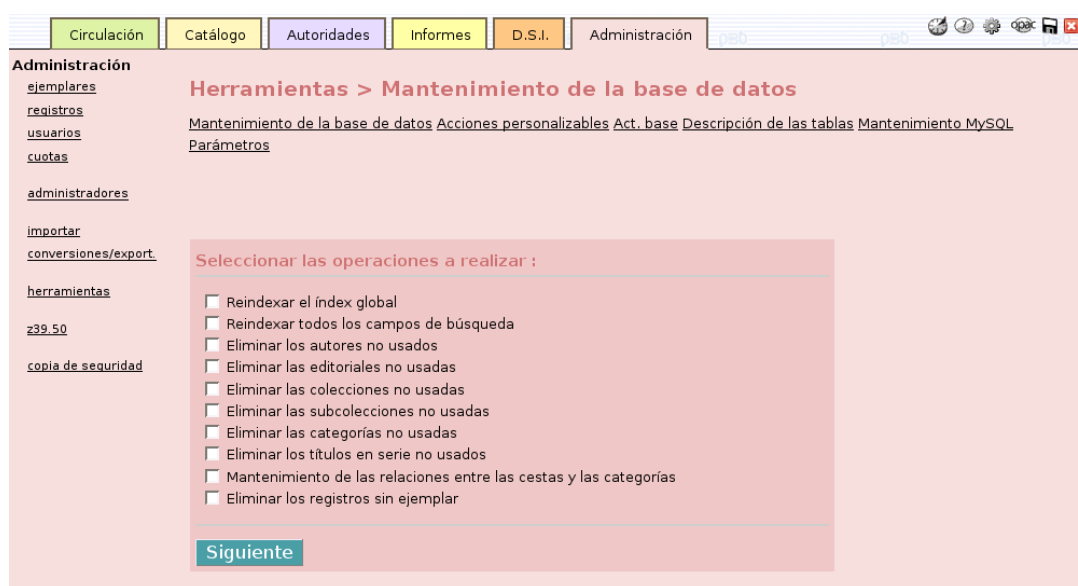 Circulación Catálogo Autoridades Informes D.S.I. Administración pmb pmb opac
Administración
ejemplares
registros
usuarios
cuotas
administradores
importar
conversiones/export.
herramientas
z39.50
copia de seguridad
Herramientas > Mantenimiento de la base de datos
Mantenimiento de la base de datos Acciones personalizables Act. base Descripción de las tablas Mantenimiento MySQL
Parámetros
Seleccionar las operaciones a realizar :
Reindexar el índex global
Reindexar todos los campos de búsqueda
Eliminar los autores no usados
Eliminar las editoriales no usadas
Eliminar las colecciones no usadas
Eliminar las subcolecciones no usadas
Eliminar las categorías no usadas
Eliminar los títulos en serie no usados
Mantenimiento de las relaciones entre las cestas y las categorías
Eliminar los registros sin ejemplar
Siguiente